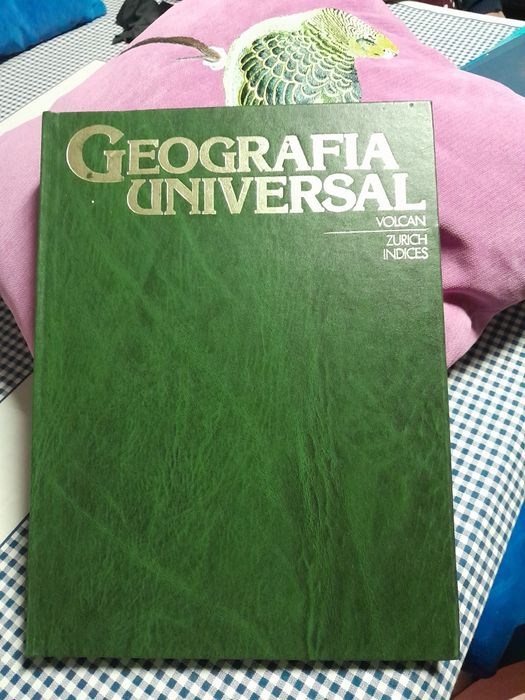 GEOGRAFIA
UNIVERSAL
VOLCAN
ZURICH
INDICES